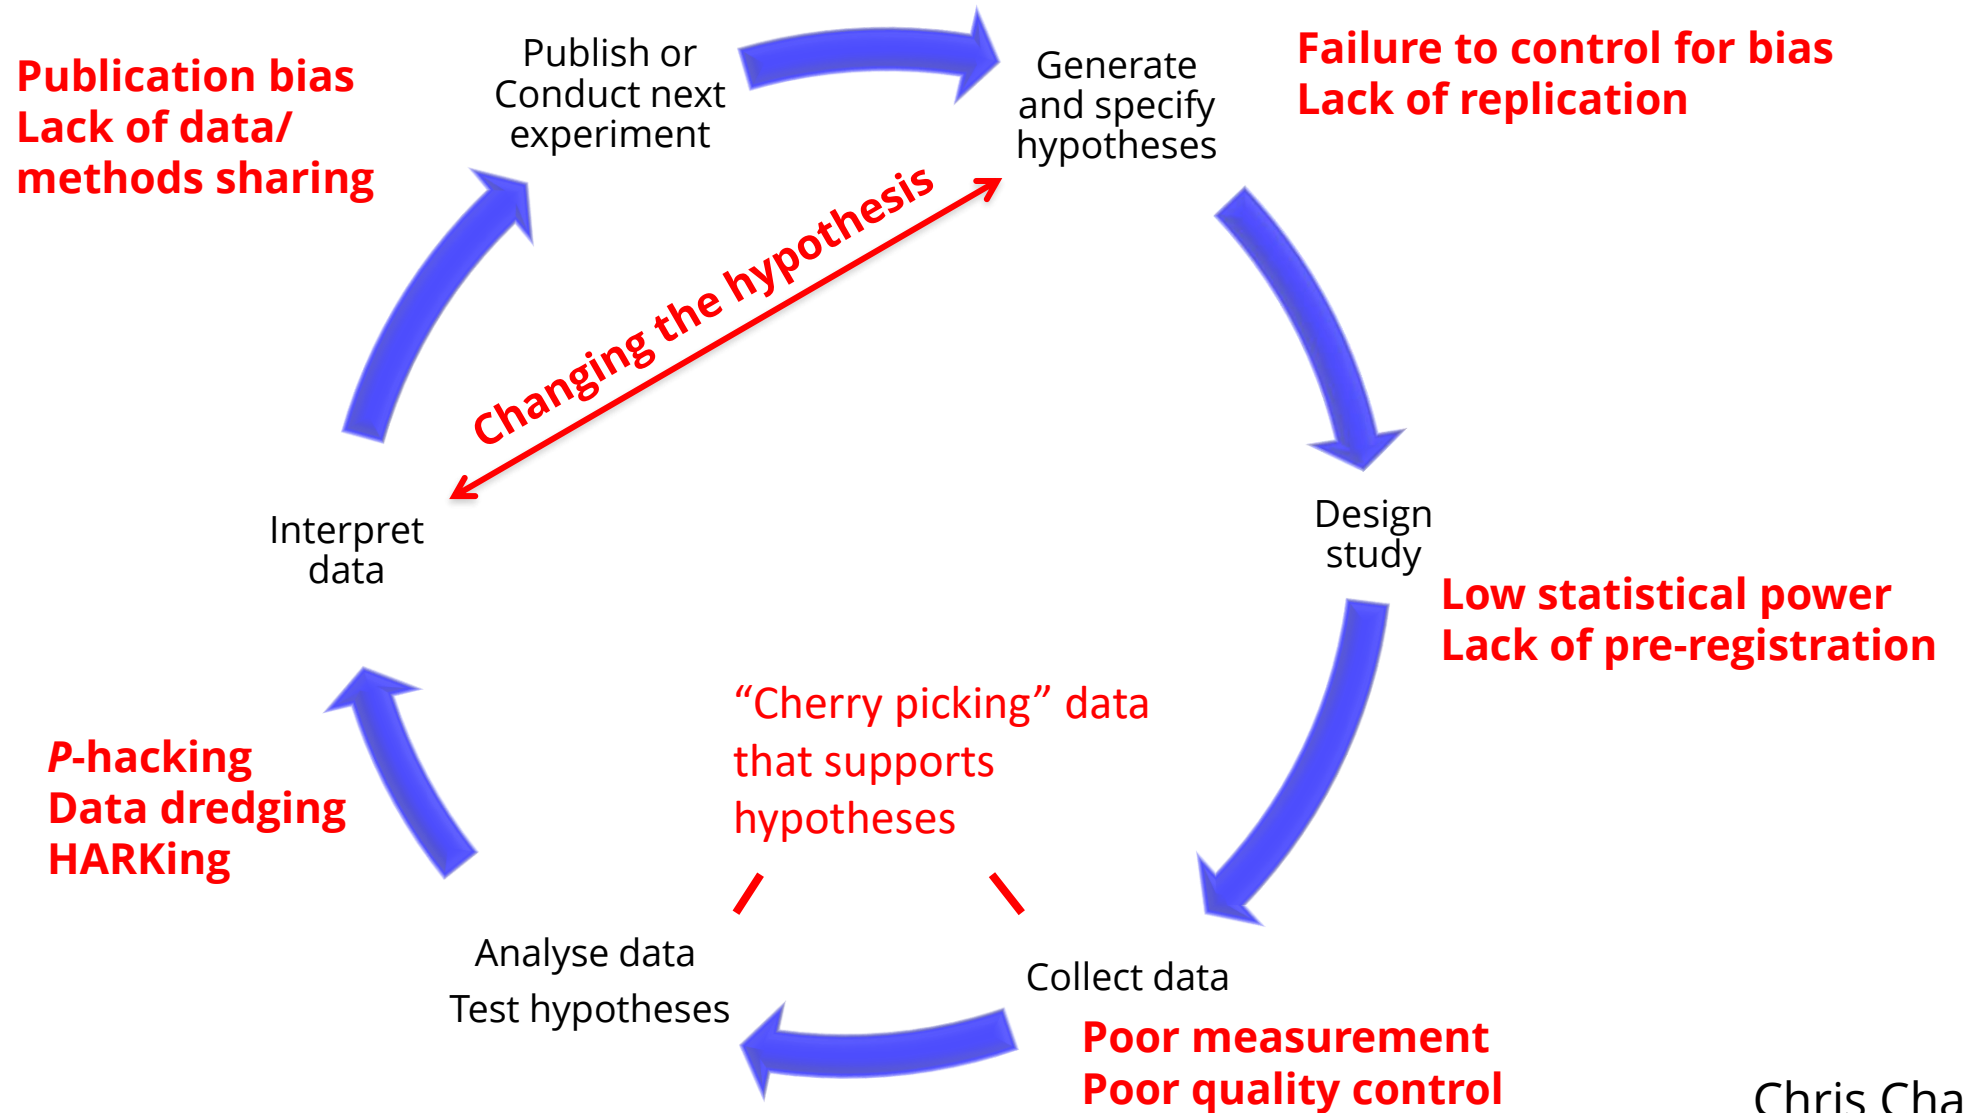 Publish or
Conduct next
experiment
Generate
and specify
hypotheses
Failure to control for bias
Lack of replication
Publication bias
Lack of data/
methods sharing
Changing the hypothesis
Design
study
Low statistical power
Lack of pre-registration
Interpret
data
“Cherry picking” data
that supports
hypotheses
P-hacking
Data dredging
HARKing
Analyse data
Test hypotheses
Collect data
Poor measurement
Poor quality control
Chris Cha